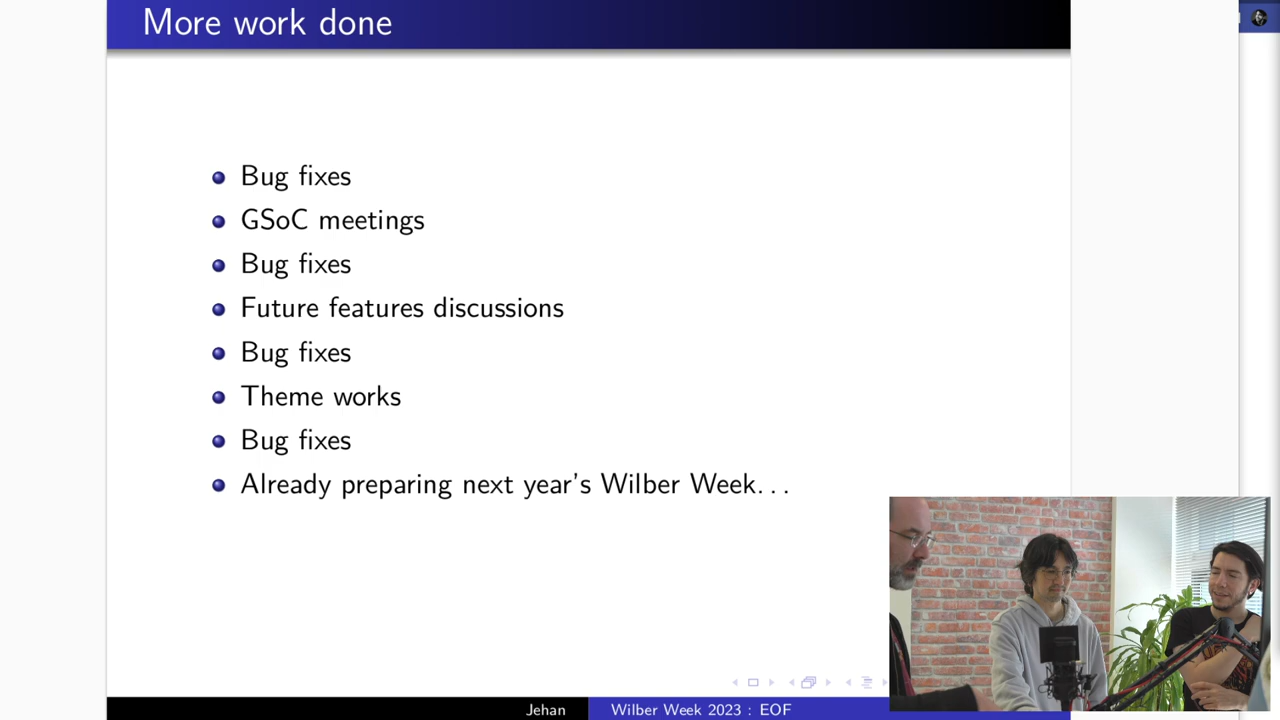 More work done
Bug fixes
GSoC meetings
Bug fixes
Future features discussions
Bug fixes
Theme works
Bug fixes
Already preparing next year's Wilber Week...
Jehan
Wilber Week 2023 : EOF